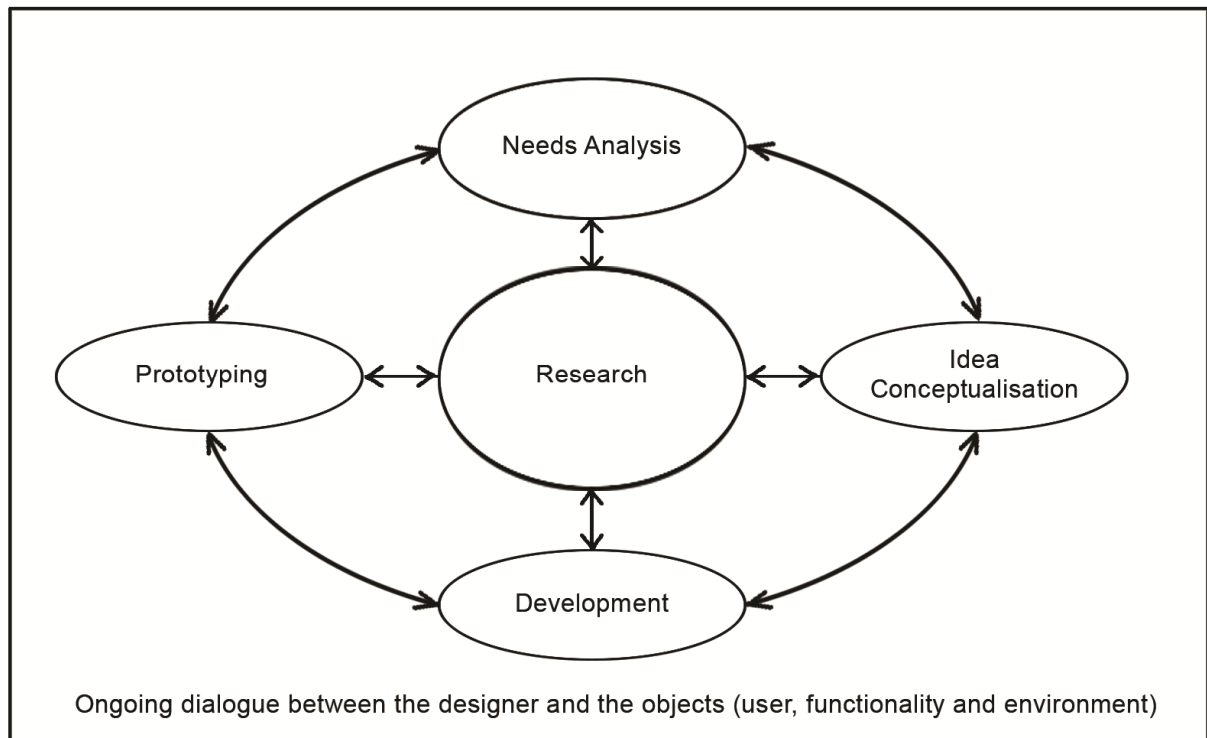 Needs Analysis
Prototyping
Research
Idea
Conceptualisation
Development
Ongoing dialogue between the designer and the objects (user, functionality and environment)